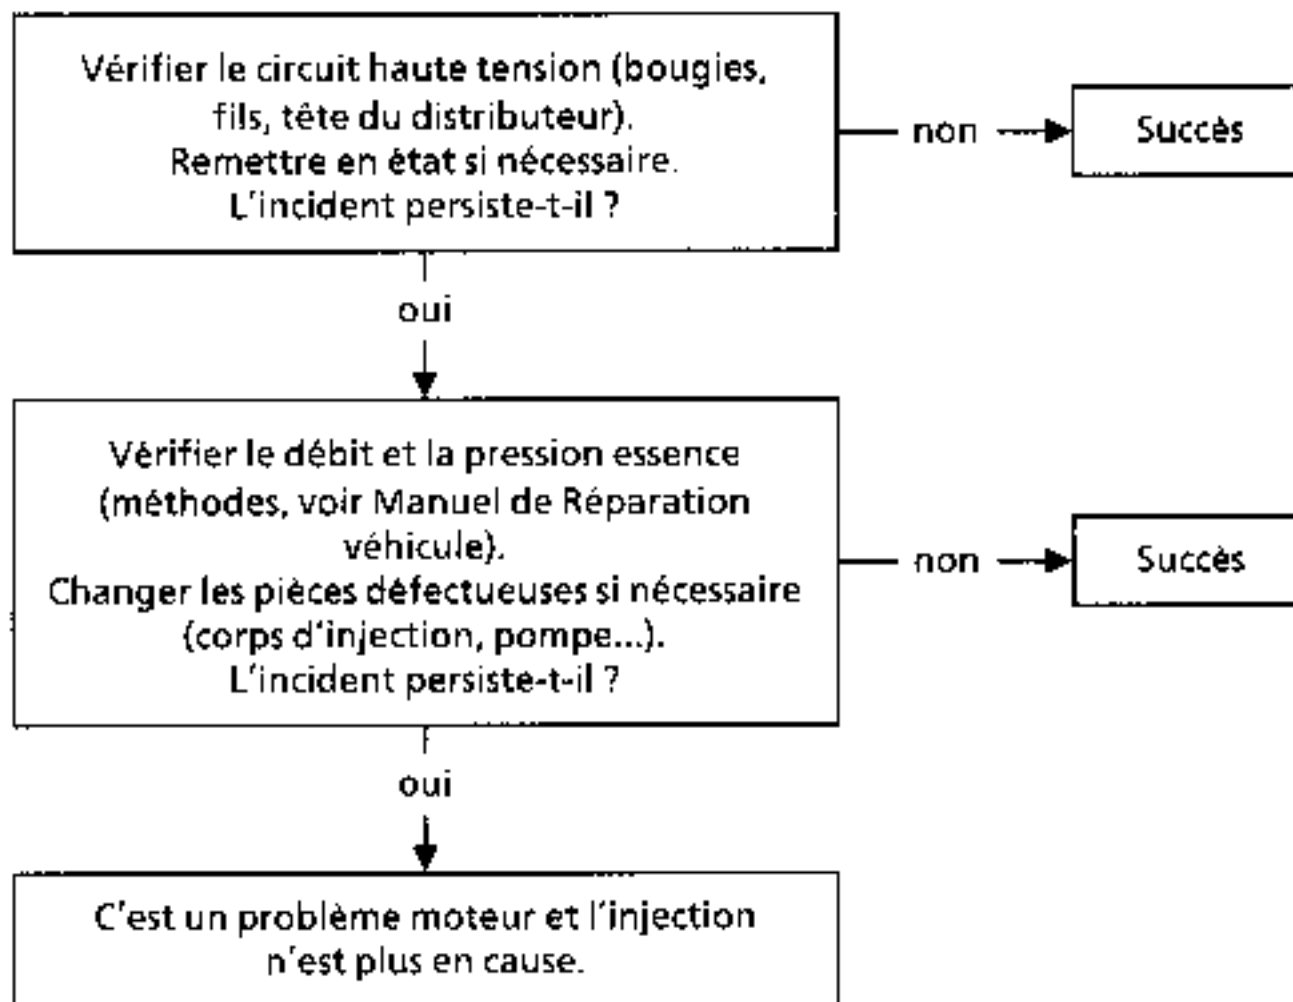 Vérifier le circuit haute tension (bougies,
fils, tête du distributeur).
Remettre en état si nécessaire.
L'incident persiste-t-il ?
non
Succès
oui
Vérifier le débit et la pression essence
(méthodes, voir Manuel de Réparation
véhicule).
Changer les pièces défectueuses si nécessaire
(corps d'injection, pompe...).
L'incident persiste-t-il ?
non
Succès
oui
C'est un problème moteur et l'injection
n'est plus en cause.